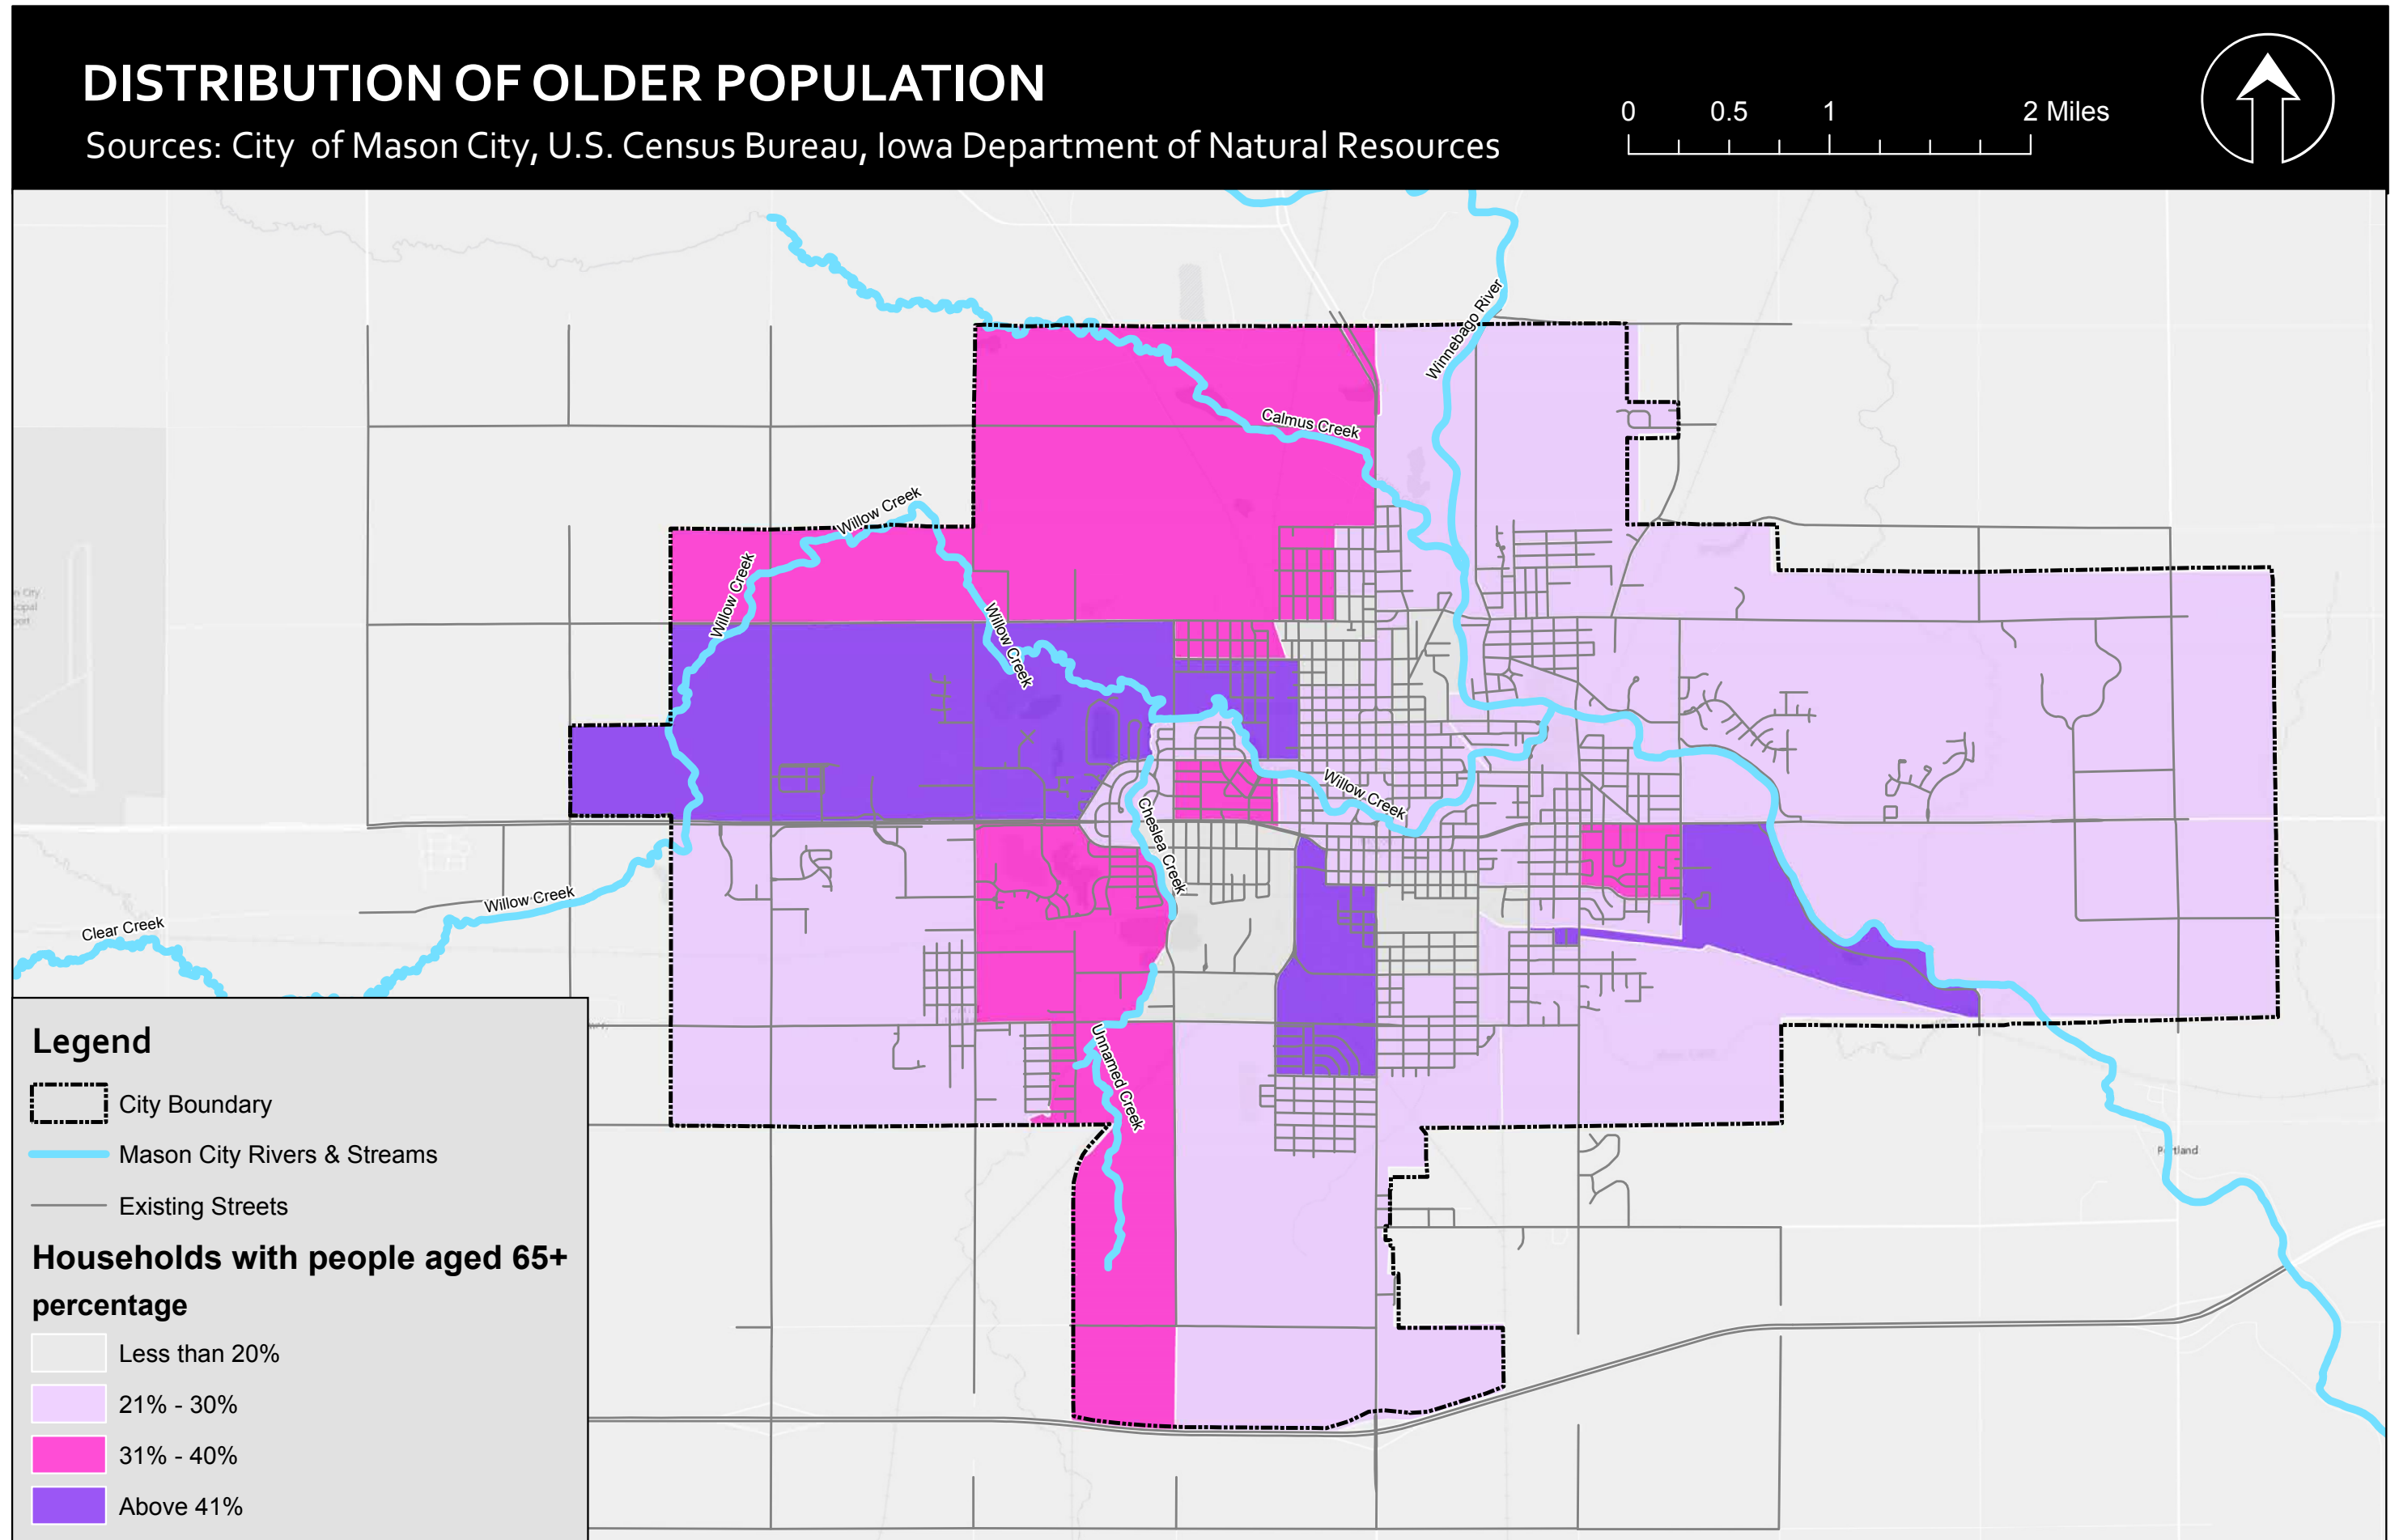 DISTRIBUTION OF OLDER POPULATION
Sources: City of Mason City, U.S. Census Bureau, Iowa Department of Natural Resources
0 0.5 1 2 Miles
Winnebago River
Calmus Creek
Willow Creek
Willow Creek
Willow Creek
Willow Creek
Cheslea Creek
Willow Creek
Clear Creek
Unnamed Creek
Portland
Legend
City Boundary
Mason City Rivers & Streams
Existing Streets
Households with people aged 65+
percentage
Less than 20%
21% - 30%
31% - 40%
Above 41%